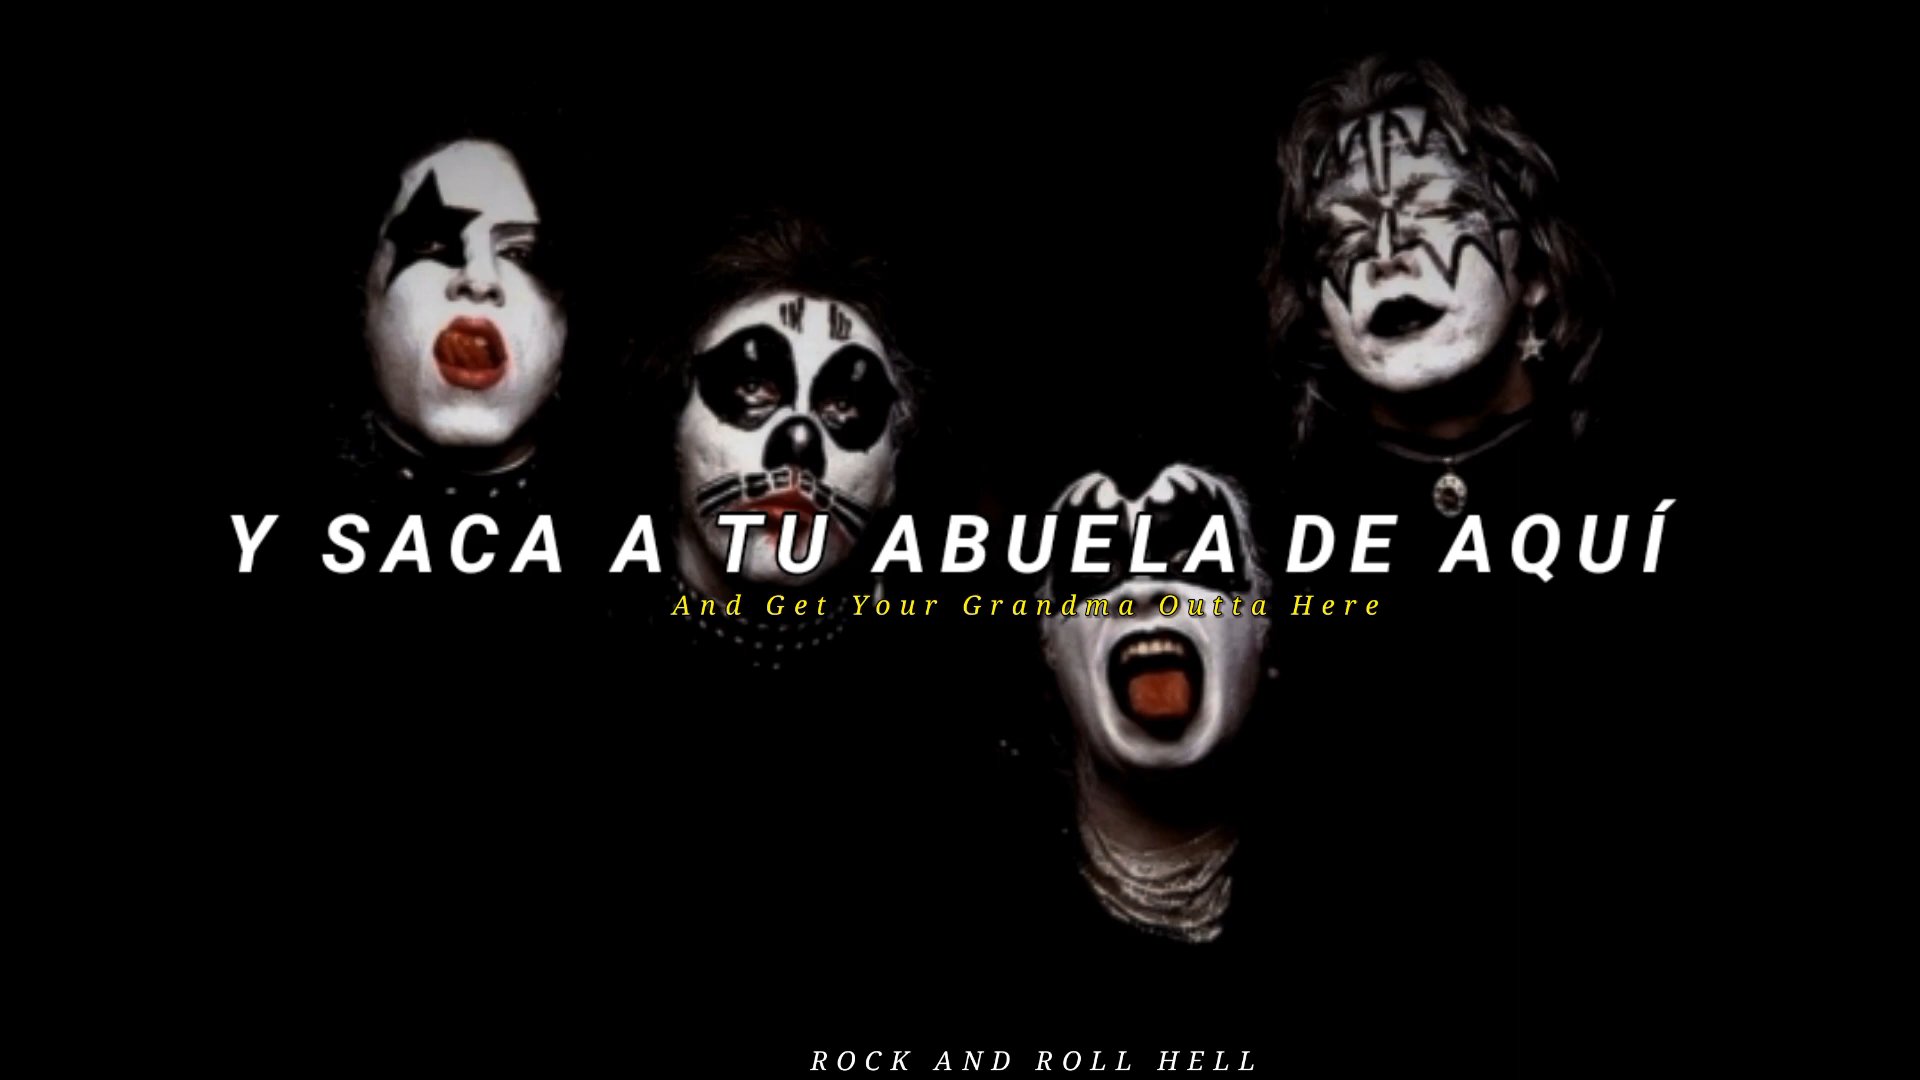 Y SACA A TU ABUELA DE AQUÍ
And Get Your Grandma Outta Here
ROCK AND ROLL HELL